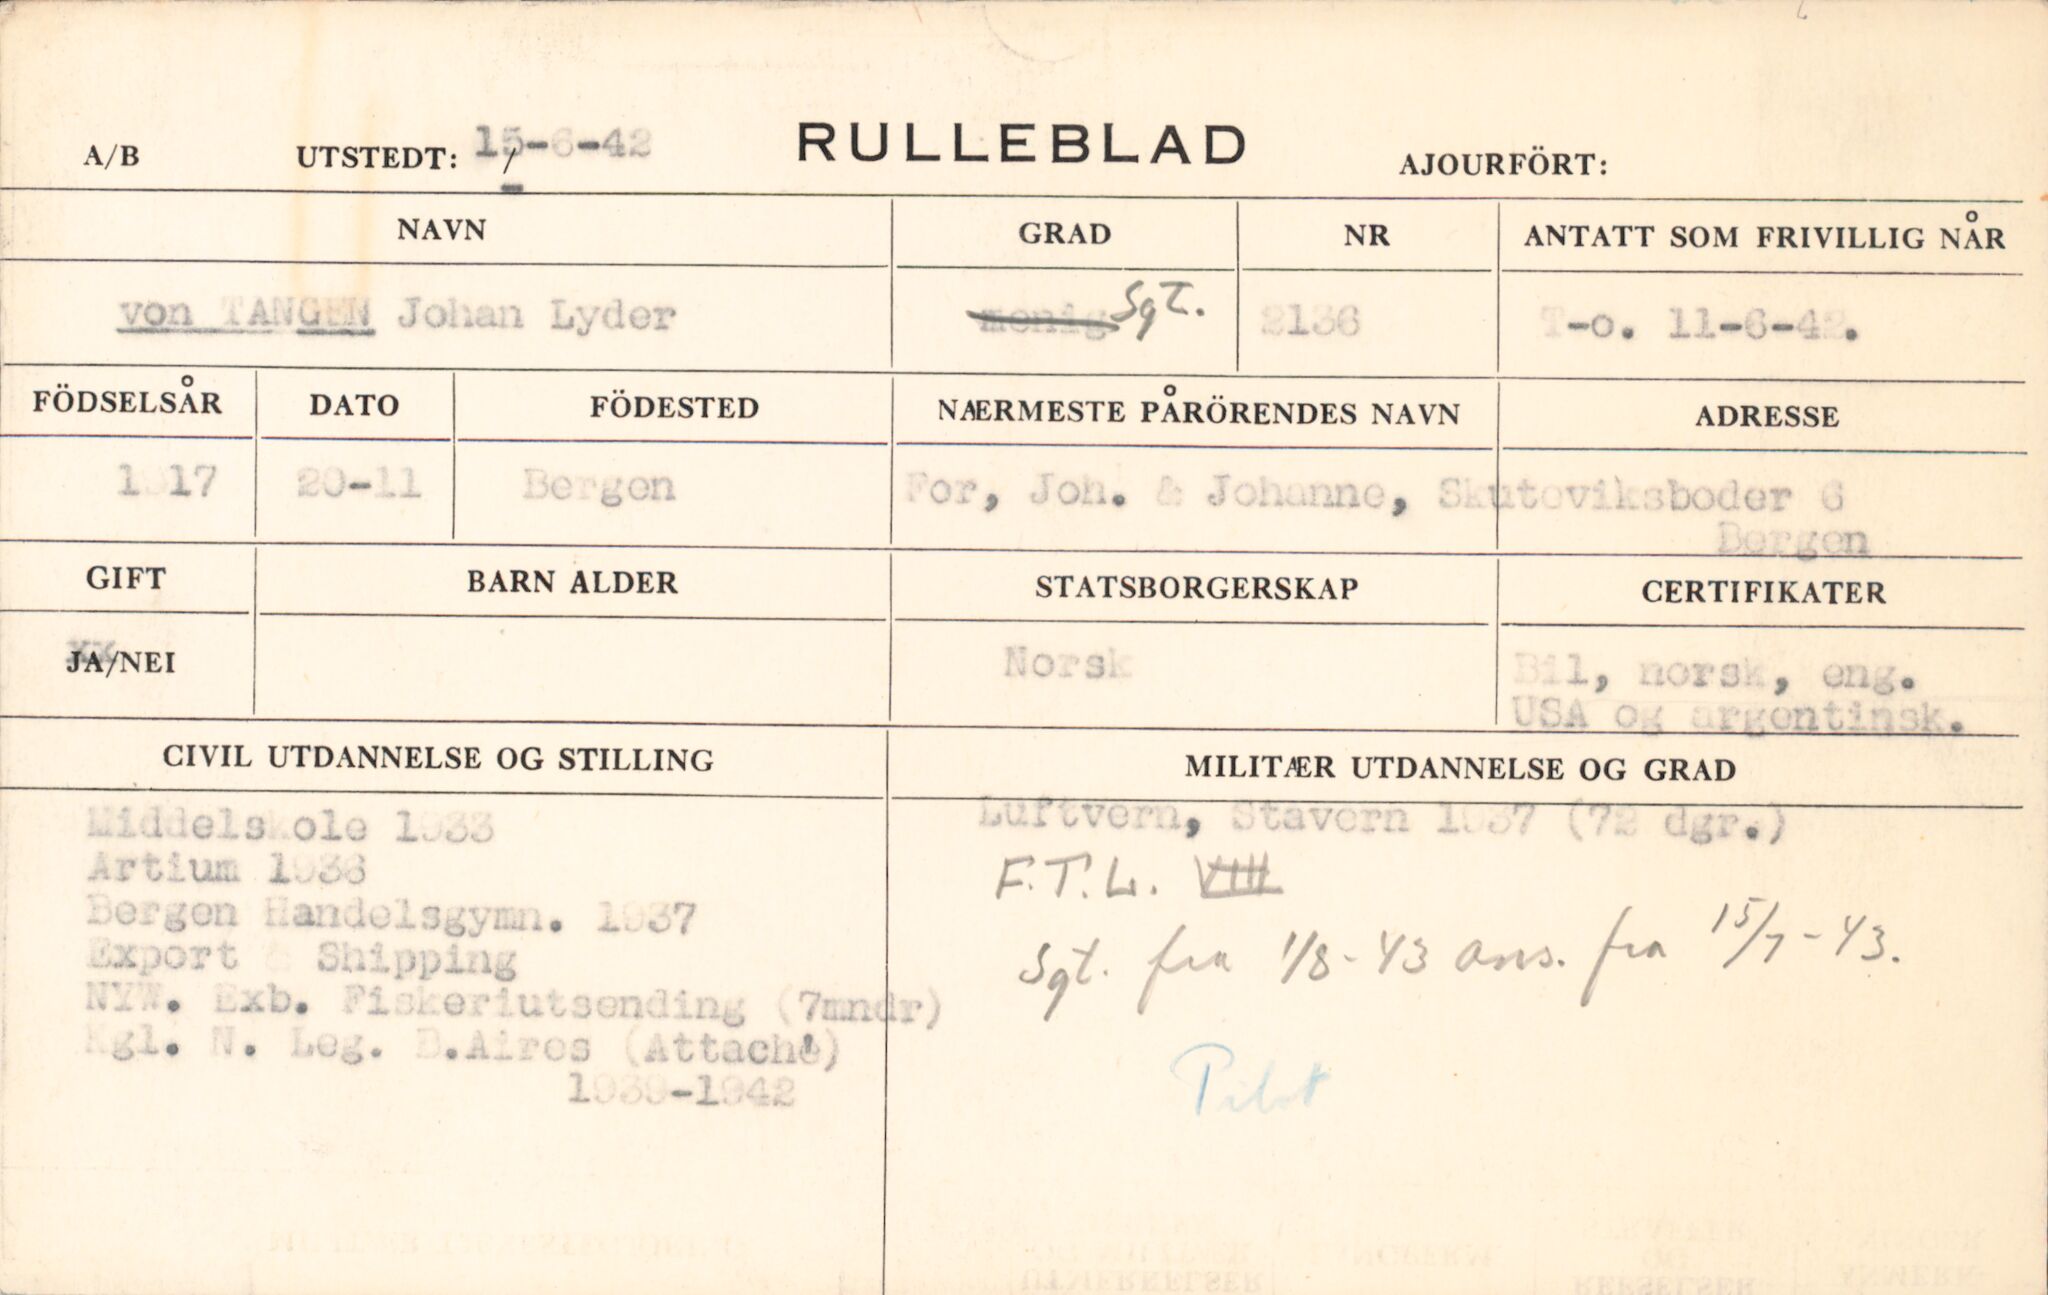 A/B UTSTEDT: 15-6-42 RULLEBLAD AJOURFÖRT:
NAVN GRAD NR ANTATT SOM FRIVILLIG NÅR
von TANGEN Johan Lyder menig Sgt. 2136 T-o. 11-6-42.
FÖDSELSÅR DATO FÖDESTED NÆRMESTE PÅRÖRENDES NAVN ADRESSE
1917 20-11 Bergen For, Joh. & Johanne, Skuteviksboder 6
Bergen
GIFT BARN ALDER STATSBORGERSKAP CERTIFIKATER
JA/NEI Norsk Bil, norsk, eng.
USA og argentinsk.
CIVIL UTDANNELSE OG STILLING MILITÆR UTDANNELSE OG GRAD
Middelskole 1933
Artium 1936
Bergen Handelsgymn. 1937
Export & Shipping
NYW. Exb. Fiskeriutsending (7mndr)
Kgl. N. Leg. B.Aires (Attaché)
1939-1942
Luftvern, Stavern 1937 (72 dgr.)
F.T.L. VIII
Sgt. fra 1/8-43 ans. fra 15/7-43.
Pilot